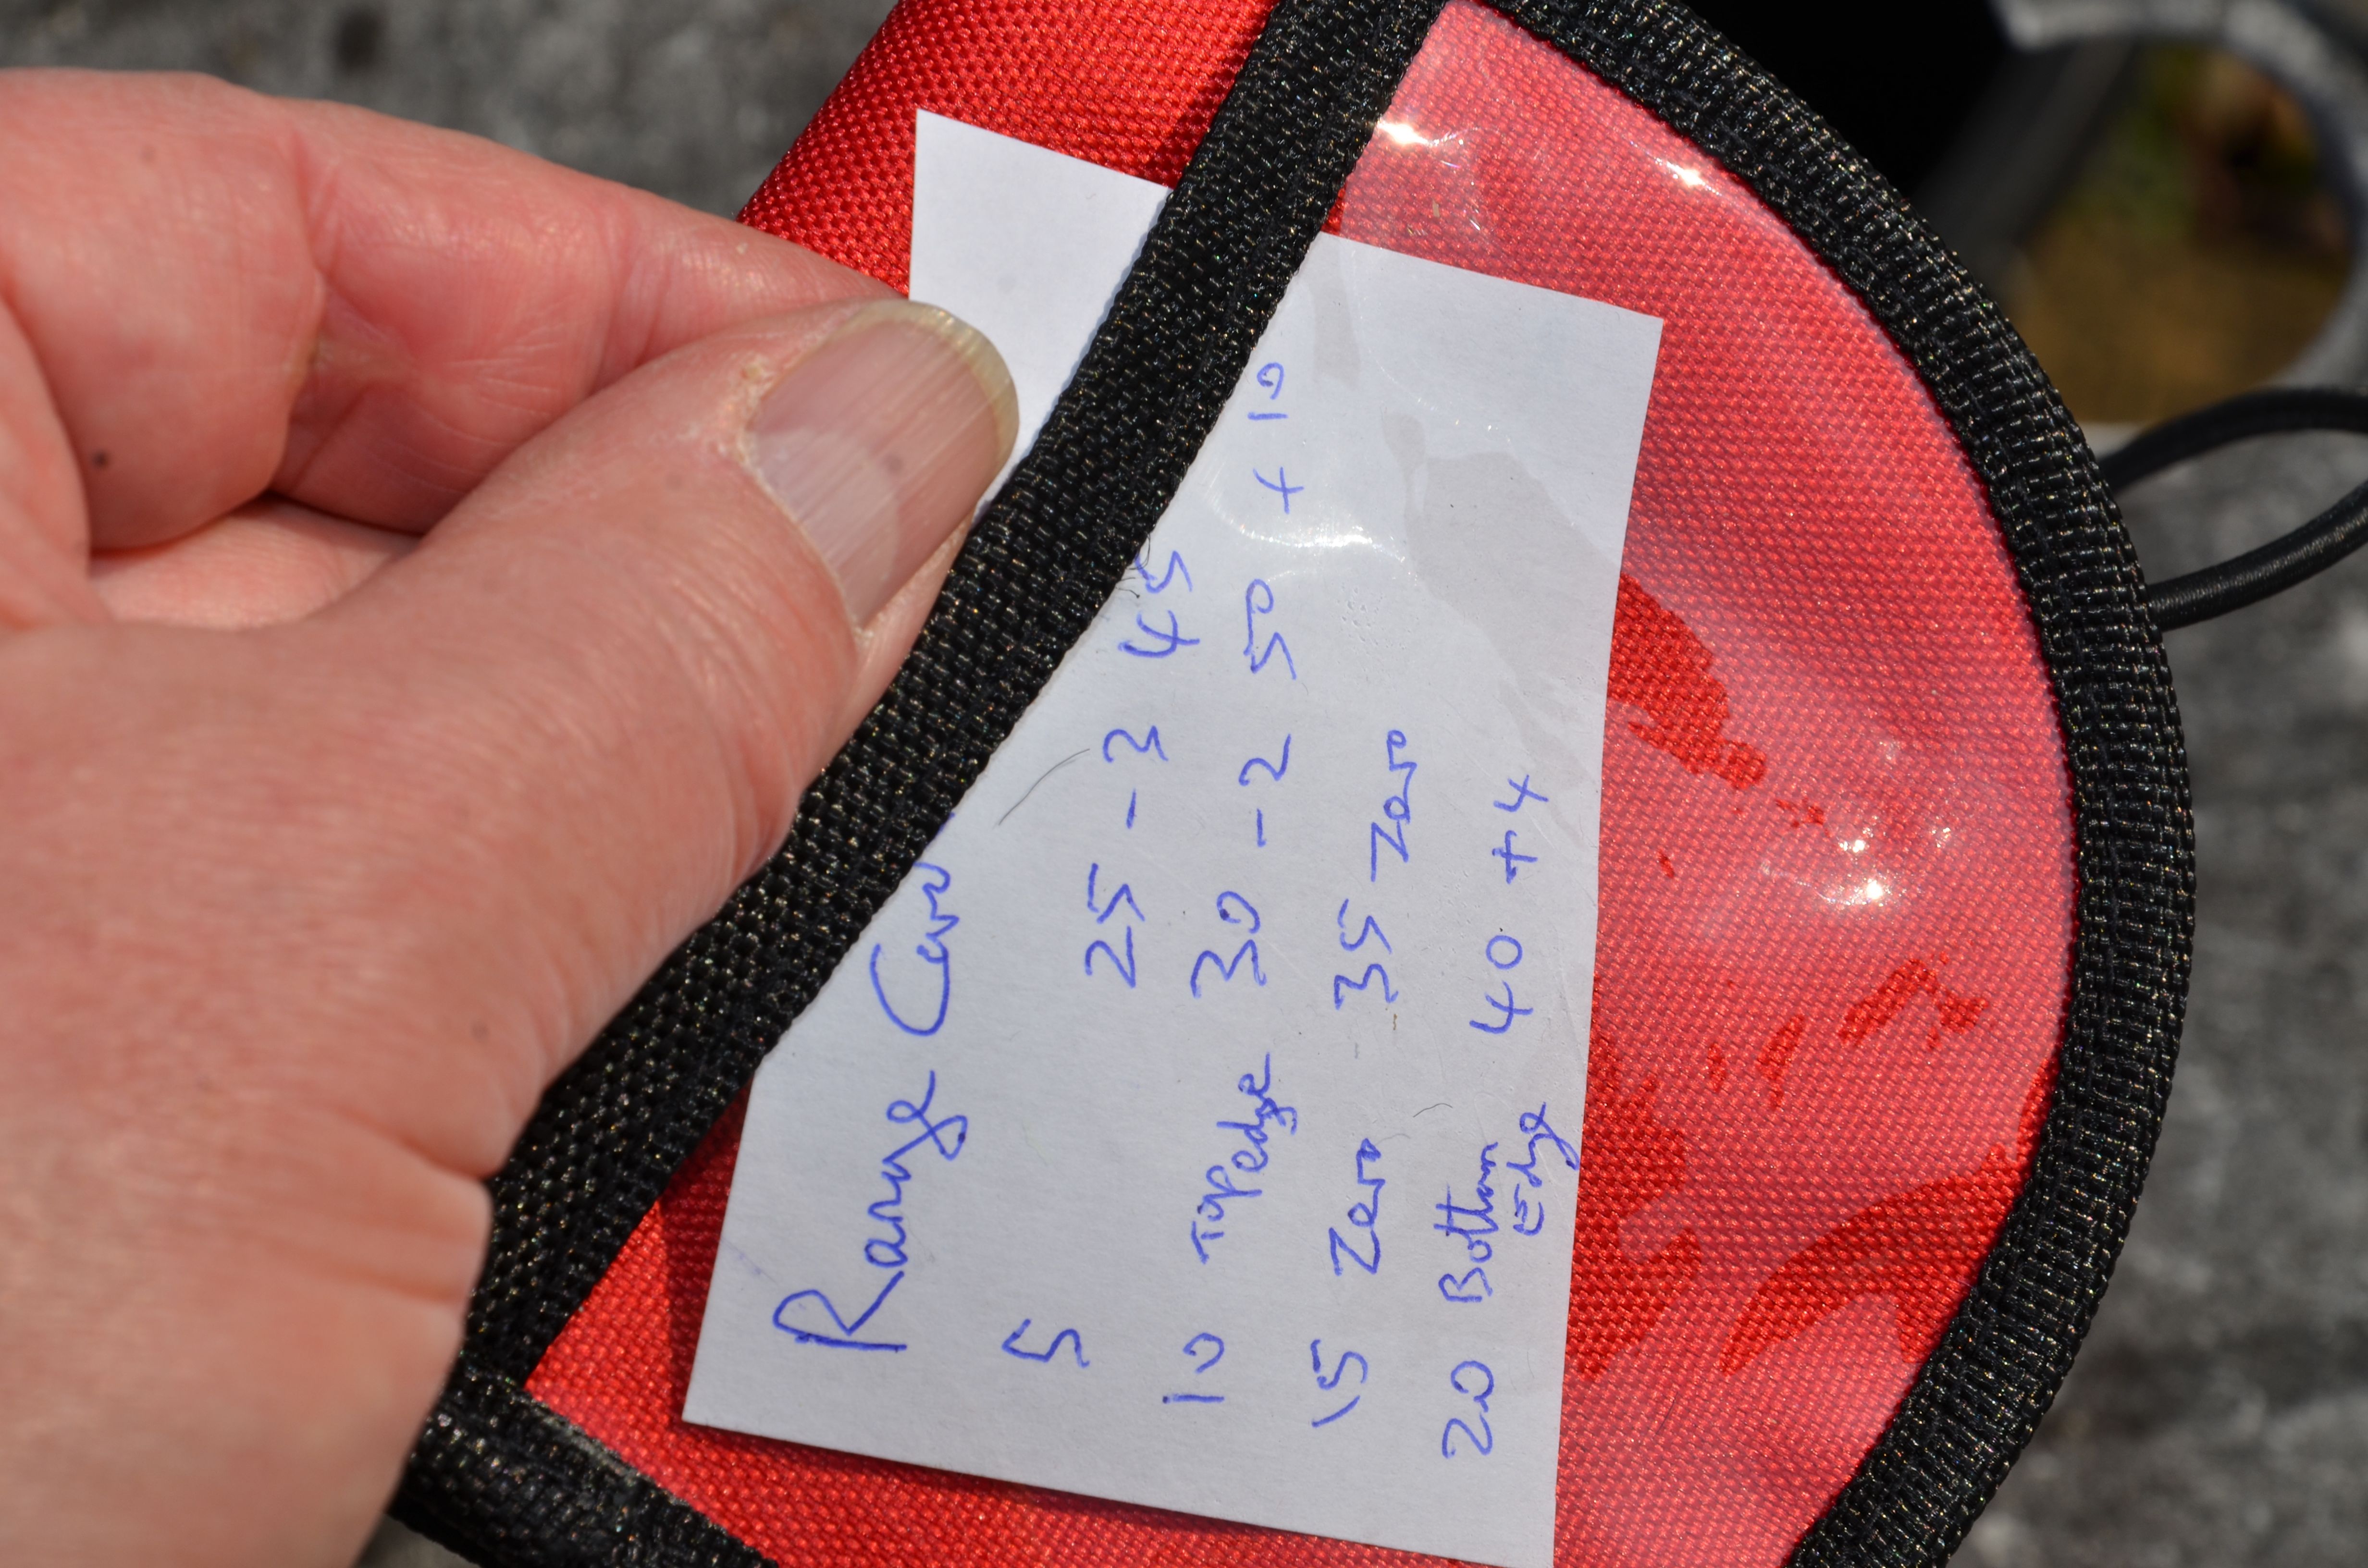 Range Card
5 25 - 3 45
10 Top edge 30 - 2 50 + 10
15 Zero 35 - Zero
20 Bottom 40 + 4
Edge